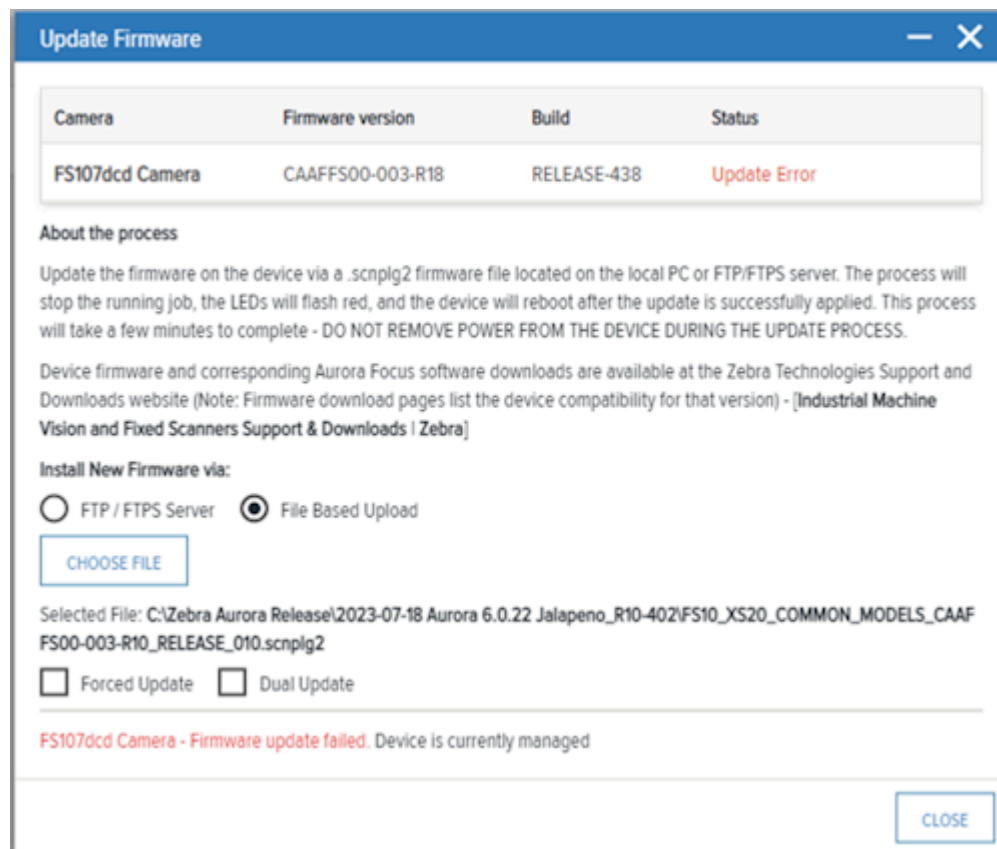 Update Firmware
Camera Firmware version Build Status
FS107dcd Camera CAAFFS00-003-R18 RELEASE-438 Update Error
About the process
Update the firmware on the device via a .scnplg2 firmware file located on the local PC or FTP/FTPS server. The process will
stop the running job, the LEDs will flash red, and the device will reboot after the update is successfully applied. This process
will take a few minutes to complete - DO NOT REMOVE POWER FROM THE DEVICE DURING THE UPDATE PROCESS.
Device firmware and corresponding Aurora Focus software downloads are available at the Zebra Technologies Support and
Downloads website (Note: Firmware download pages list the device compatibility for that version) - [Industrial Machine
Vision and Fixed Scanners Support & Downloads | Zebra]
Install New Firmware via:
FTP / FTPS Server File Based Upload
CHOOSE FILE
Selected File: C:\Zebra Aurora Release\2023-07-18 Aurora 6.0.22 Jalapeno_R10-402\FS10_XS20_COMMON_MODELS_CAAF
FS00-003-R10_RELEASE_010.scnplg2
Forced Update Dual Update
FS107dcd Camera - Firmware update failed. Device is currently managed
CLOSE